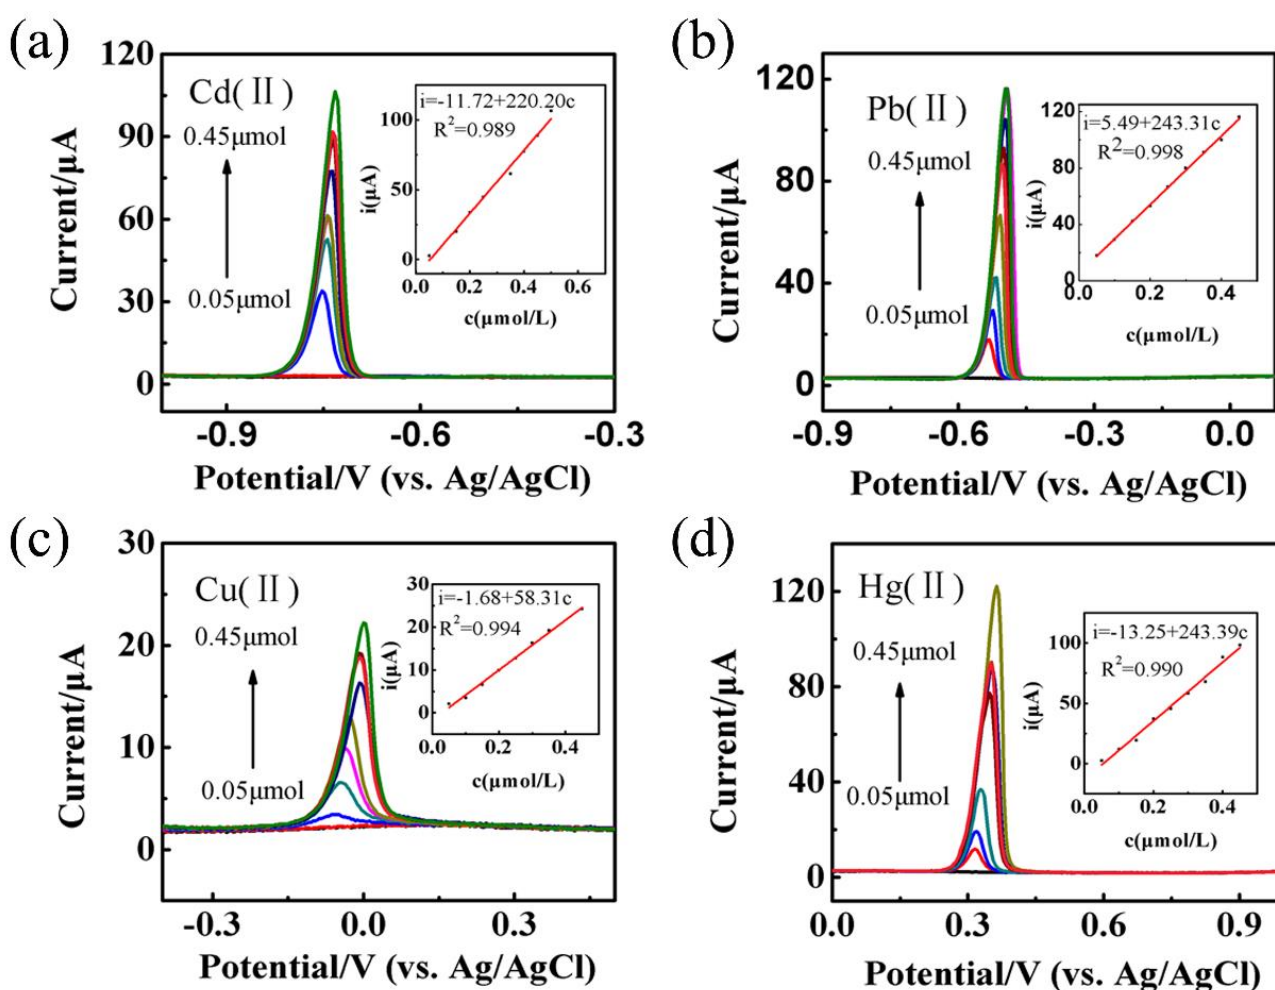 (a)
120
90
60
30
0
Current/μA
Cd(Ⅱ)
0.45μmol
0.05μmol
i=-11.72+220.20c
R²=0.989
100
50
0
i(μA)
0.0 0.2 0.4 0.6
c(μmol/L)
-0.9 -0.6 -0.3
Potential/V (vs. Ag/AgCl)
(b)
120
80
40
0
Current/μA
Pb(Ⅱ)
0.45μmol
0.05μmol
i=5.49+243.31c
R²=0.998
120
80
40
0
i(μA)
0.0 0.2 0.4
c(μmol/L)
-0.9 -0.6 -0.3 0.0
Potential/V (vs. Ag/AgCl)
(c)
30
20
10
0
Current/μA
Cu(Ⅱ)
0.45μmol
0.05μmol
i=-1.68+58.31c
R²=0.994
30
20
10
0
i(μA)
0.0 0.2 0.4
c(μmol/L)
-0.3 0.0 0.3
Potential/V (vs. Ag/AgCl)
(d)
120
80
40
0
Current/μA
Hg(Ⅱ)
0.45μmol
0.05μmol
i=-13.25+243.39c
R²=0.990
100
50
0
i(μA)
0.0 0.2 0.4
c(μmol/L)
0.0 0.3 0.6 0.9
Potential/V (vs. Ag/AgCl)